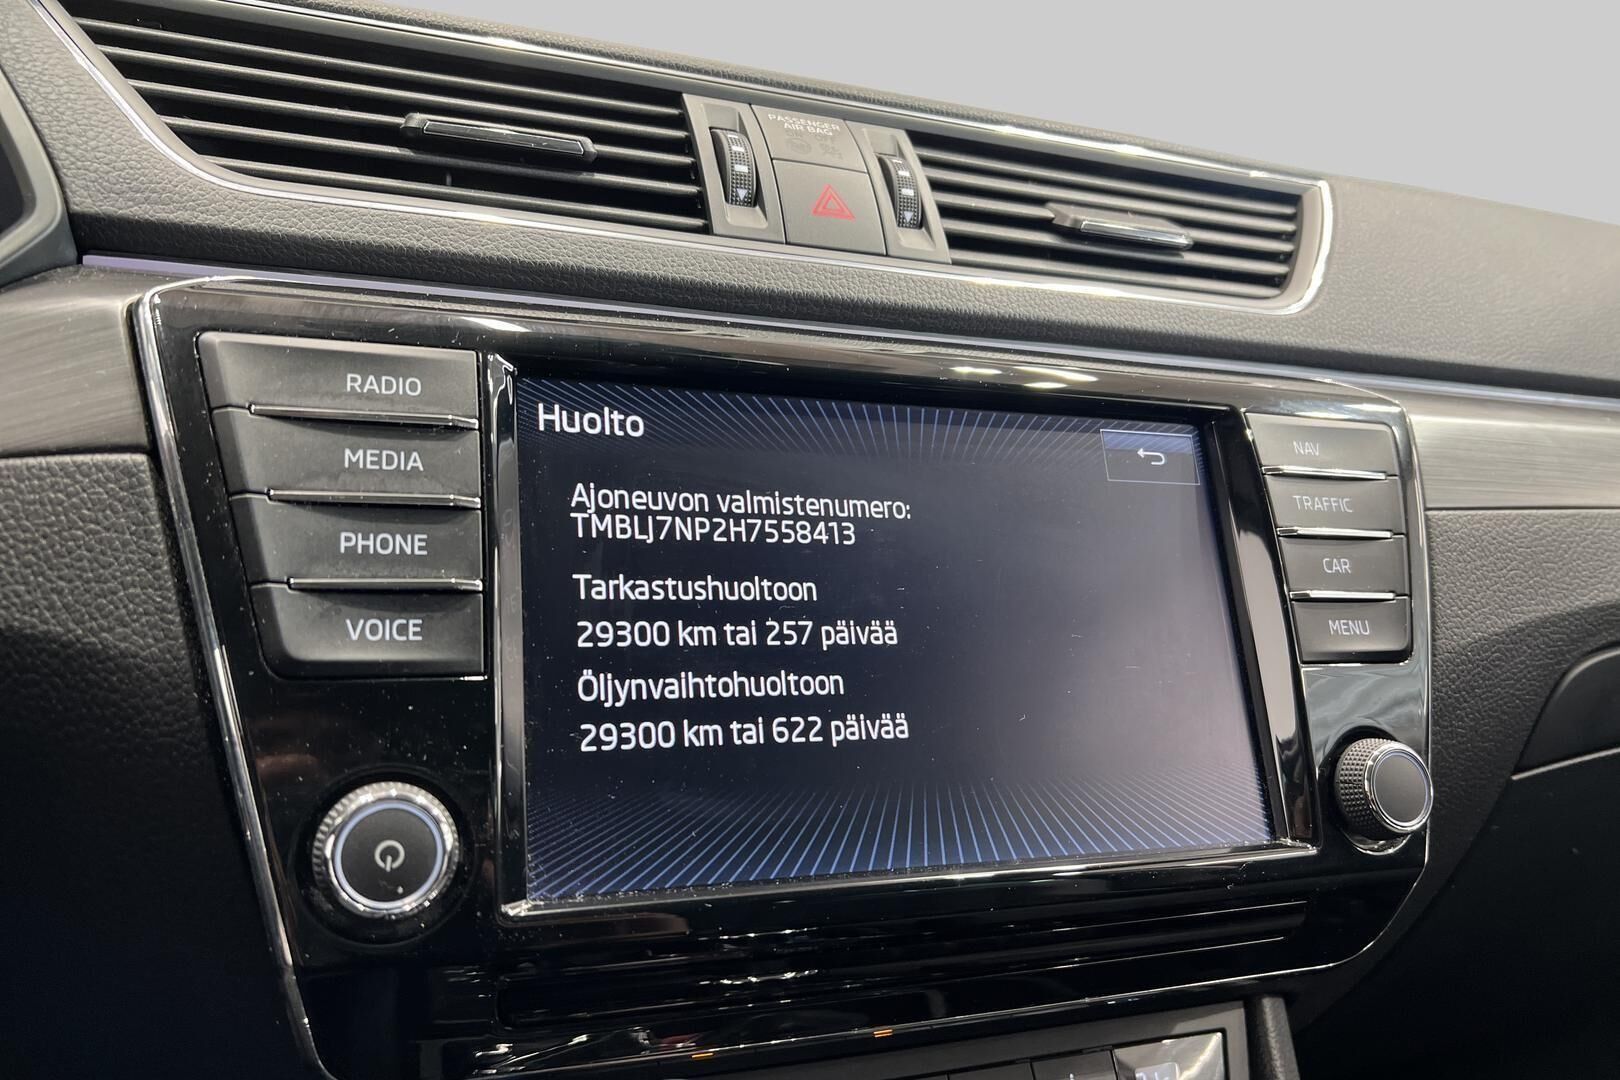 PASSENGER
AIR BAG
RADIO
MEDIA
PHONE
VOICE
Huolto
Ajoneuvon valmistenumero:
TMBLJ7NP2H7558413
Tarkastushuoltoon
29300 km tai 257 päivää
Öljynvaihtohuoltoon
29300 km tai 622 päivää
NAV
TRAFFIC
CAR
MENU